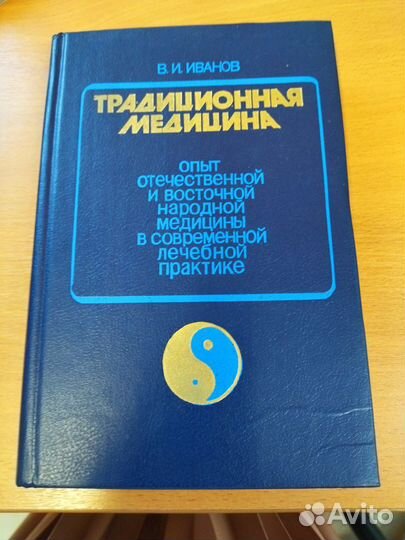 В. И. ИВАНОВ
ТРАДИЦИОННАЯ
МЕДИЦИНА
ОПЫТ
ОТЕЧЕСТВЕННОЙ
И ВОСТОЧНОЙ
НАРОДНОЙ
МЕДИЦИНЫ
В СОВРЕМЕННОЙ
ЛЕЧЕБНОЙ
ПРАКТИКЕ
Avito